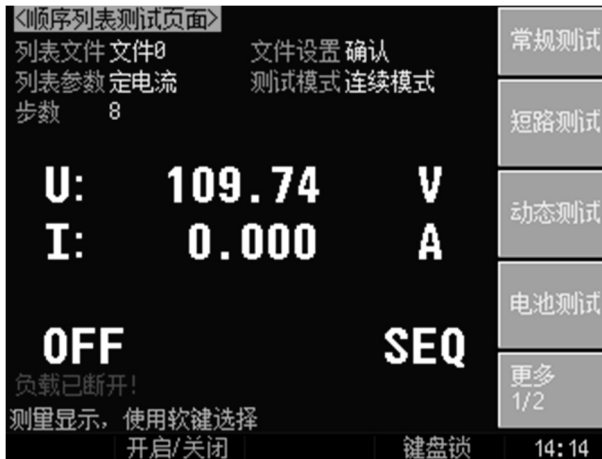 <顺序列表测试页面>
列表文件 文件0 文件设置 确认
列表参数 定电流 测试模式 连续模式
步数 8
U: 109.74 V
I: 0.000 A
OFF SEQ
负载已断开!
测量显示，使用软键选择
开启/关闭 键盘锁 14:14
常规测试
短路测试
动态测试
电池测试
更多
1/2